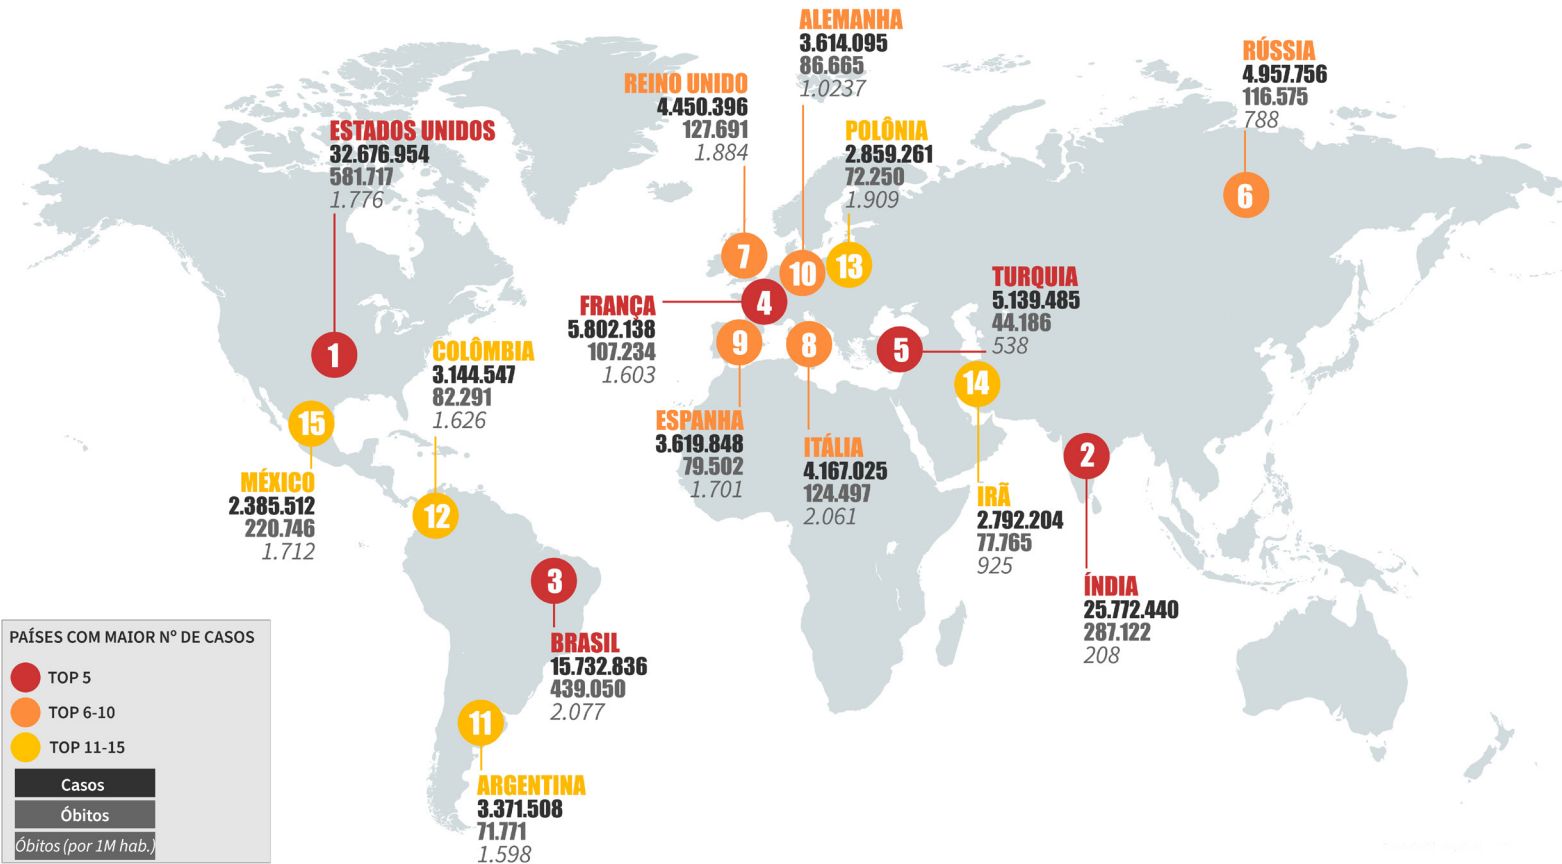 ALEMANHA
3.614.095
86.665
1.0237
RÚSSIA
4.957.756
116.575
788
6
REINO UNIDO
4.450.396
127.691
1.884
7
ESTADOS UNIDOS
32.676.954
581.717
1.776
1
POLÔNIA
2.859.261
72.250
1.909
13
10
TURQUIA
5.139.485
44.186
538
5
FRANÇA
5.802.138
107.234
1.603
4
9
8
COLÔMBIA
3.144.547
82.291
1.626
12
14
15
ESPANHA
3.619.848
79.502
1.701
ITÁLIA
4.167.025
124.497
2.061
2
MÉXICO
2.385.512
220.746
1.712
IRÃ
2.792.204
77.765
925
ÍNDIA
25.772.440
287.122
208
3
BRASIL
15.732.836
439.050
2.077
11
ARGENTINA
3.371.508
71.771
1.598
PAÍSES COM MAIOR Nº DE CASOS
TOP 5
TOP 6-10
TOP 11-15
Casos
Óbitos
Óbitos (por 1M hab.)